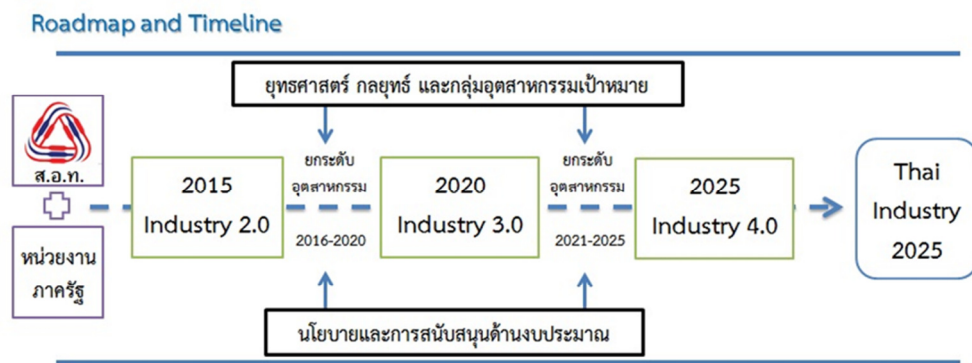 Roadmap and Timeline
ยุทธศาสตร์ กลยุทธ์ และกลุ่มอุตสาหกรรมเป้าหมาย
ส.อ.ท.
หน่วยงาน
ภาครัฐ
2015
Industry 2.0
ยกระดับ
อุตสาหกรรม
2016-2020
2020
Industry 3.0
ยกระดับ
อุตสาหกรรม
2021-2025
2025
Industry 4.0
Thai
Industry
2025
นโยบายและการสนับสนุนด้านงบประมาณ